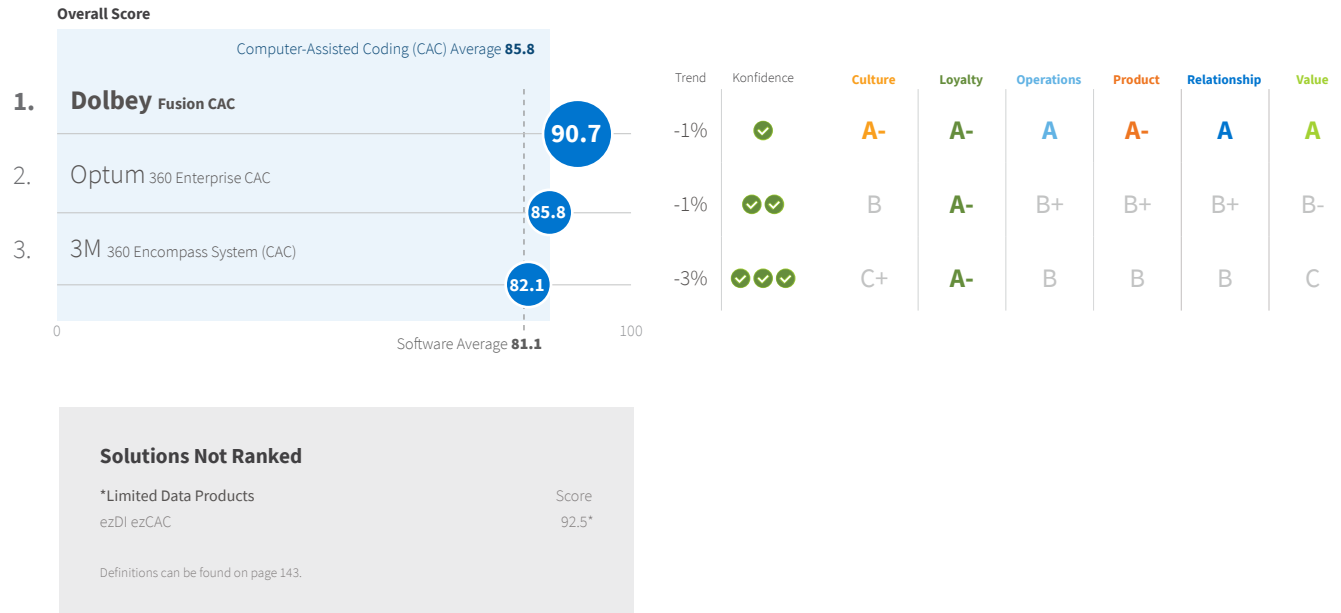 Overall Score
Computer-Assisted Coding (CAC) Average 85.8
Trend Konfidence Culture Loyalty Operations Product Relationship Value
1. Dolbey Fusion CAC
90.7
-1% A- A- A A- A A
2. Optum 360 Enterprise CAC
85.8
-1% B A- B+ B+ B+ B-
3. 3M 360 Encompass System (CAC)
82.1
-3% C+ A- B B B C
0 100
Software Average 81.1
Solutions Not Ranked
*Limited Data Products Score
ezDI ezCAC 92.5*
Definitions can be found on page 143.